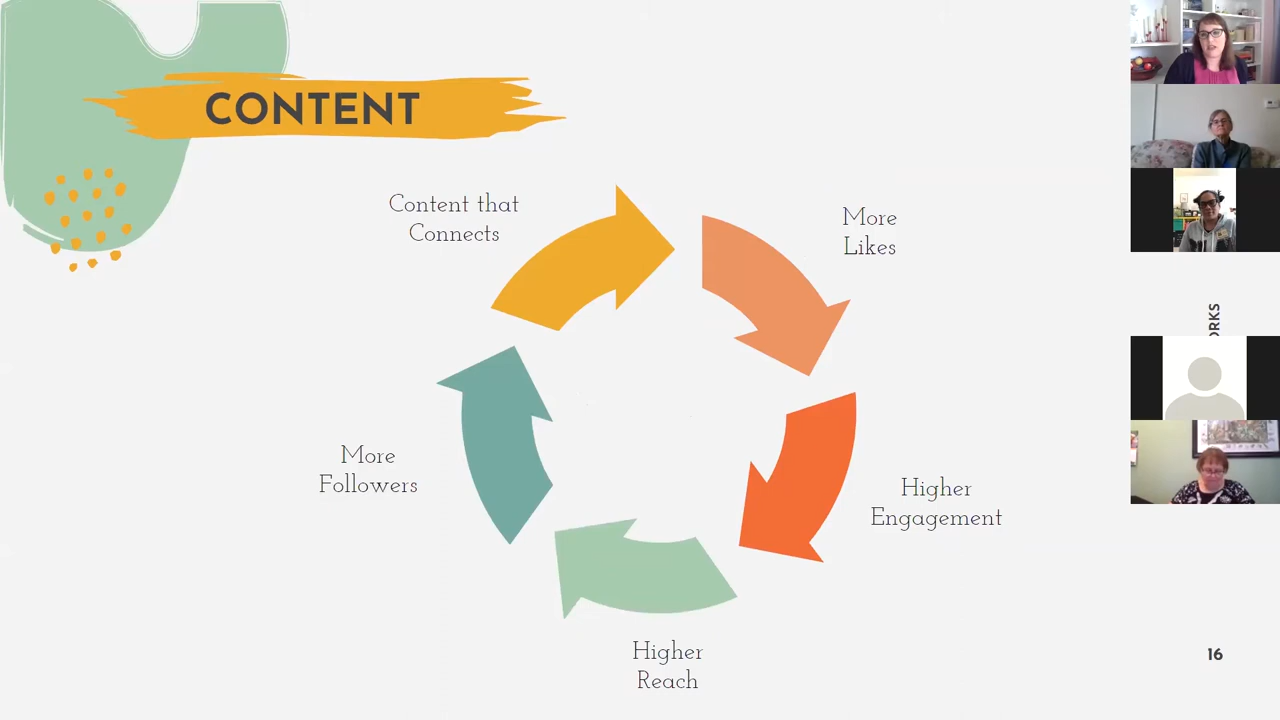 CONTENT
Content that
Connects
More
Likes
Higher
Engagement
Higher
Reach
More
Followers
16